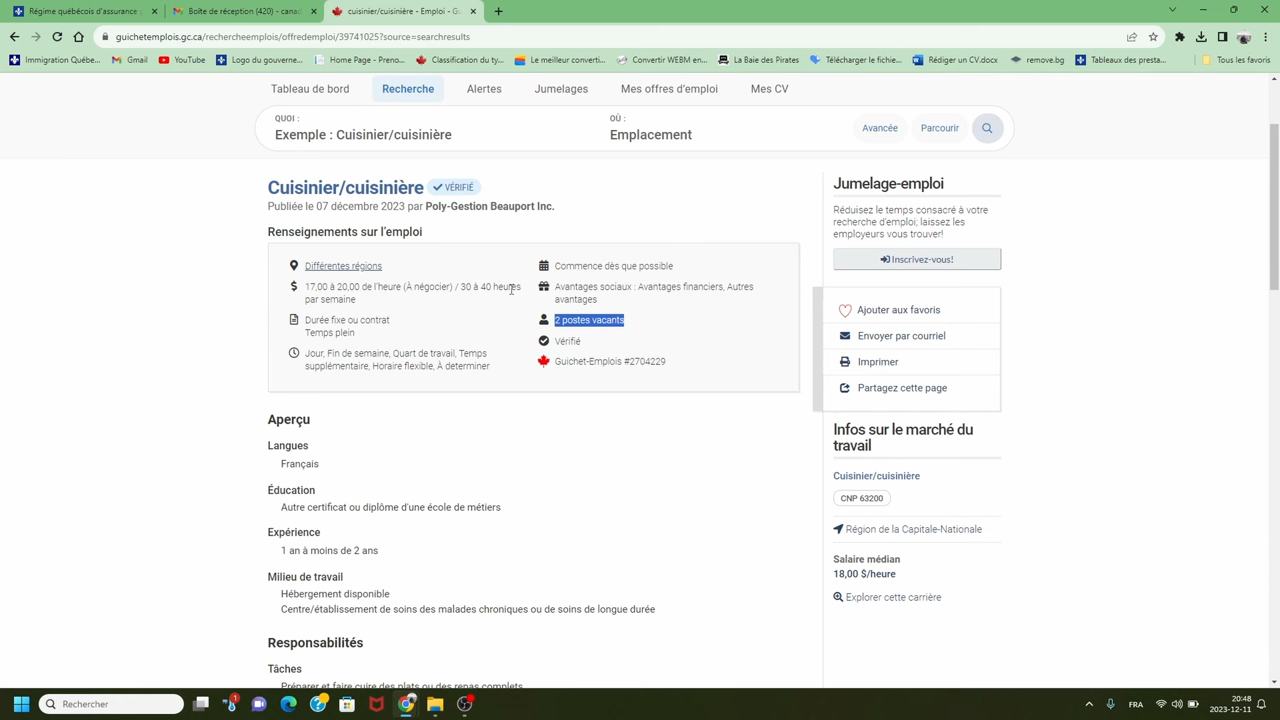 Régime québécois d'assurance
Boîte de réception (420) - canad
cuisinier/cuisinière - Emploi - Gu
guichetemplois.gc.ca/rechercheemplois/offredemploi/39741025?source=searchresults
Immigration Québe...
Gmail
YouTube
Logo du gouverne...
Home Page - Preno...
Classification du ty...
Le meilleur converti...
Convertir WEBM en...
La Baie des Pirates
Télécharger le fichie...
Rédiger un CV.docx
remove.bg
Tableaux des presta...
Tous les favoris
Tableau de bord
Recherche
Alertes
Jumelages
Mes offres d'emploi
Mes CV
QUOI :
Exemple : Cuisinier/cuisinière
OÙ :
Emplacement
Avancée
Parcourir
Cuisinier/cuisinière
VÉRIFIÉ
Publiée le 07 décembre 2023 par Poly-Gestion Beauport Inc.
Renseignements sur l'emploi
Différentes régions
17,00 à 20,00 de l'heure (À négocier) / 30 à 40 heures
par semaine
Durée fixe ou contrat
Temps plein
Jour, Fin de semaine, Quart de travail, Temps
supplémentaire, Horaire flexible, À determiner
Commence dès que possible
Avantages sociaux : Avantages financiers, Autres
avantages
2 postes vacants
Vérifié
Guichet-Emplois #2704229
Aperçu
Langues
Français
Éducation
Autre certificat ou diplôme d'une école de métiers
Expérience
1 an à moins de 2 ans
Milieu de travail
Hébergement disponible
Centre/établissement de soins des malades chroniques ou de soins de longue durée
Responsabilités
Tâches
Préparer et faire cuire des plats ou des repas complets
Jumelage-emploi
Réduisez le temps consacré à votre
recherche d'emploi; laissez les
employeurs vous trouver!
Inscrivez-vous!
Ajouter aux favoris
Envoyer par courriel
Imprimer
Partagez cette page
Infos sur le marché du
travail
Cuisinier/cuisinière
CNP 63200
Région de la Capitale-Nationale
Salaire médian
18,00 $/heure
Explorer cette carrière
Rechercher
1
FRA
20:48
2023-12-11